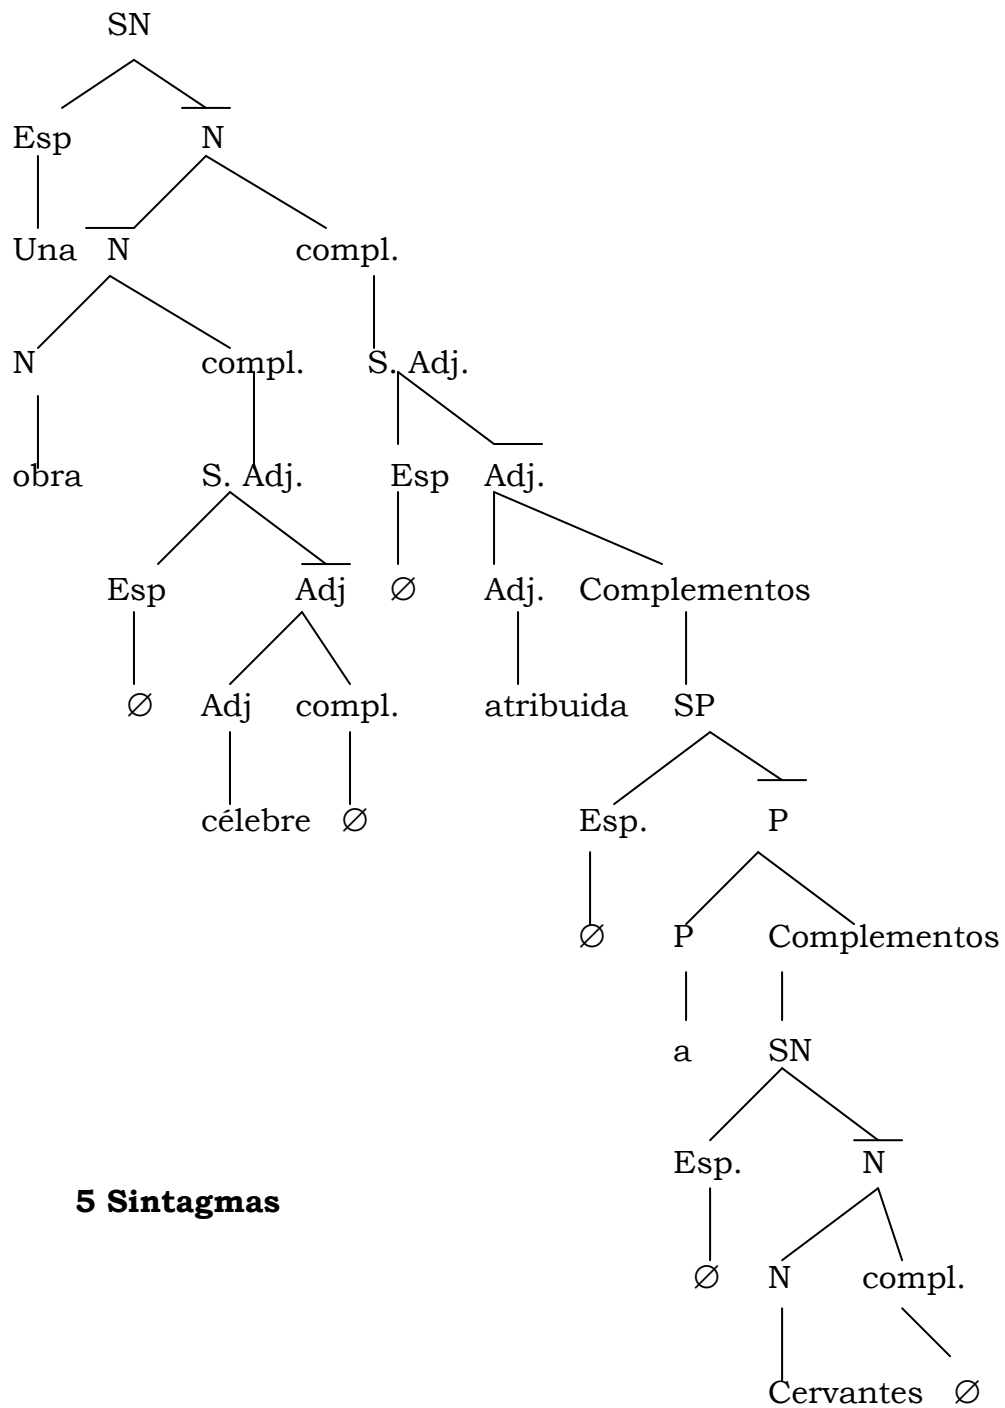 SN
Esp N
Una N compl.
N compl. S. Adj.
obra S. Adj. Esp Adj.
Esp Adj ∅ Adj. Complementos
∅ Adj compl. atribuida SP
célebre ∅ Esp. P
∅ P Complementos
a SN
Esp. N
5 Sintagmas
∅ N compl.
Cervantes ∅